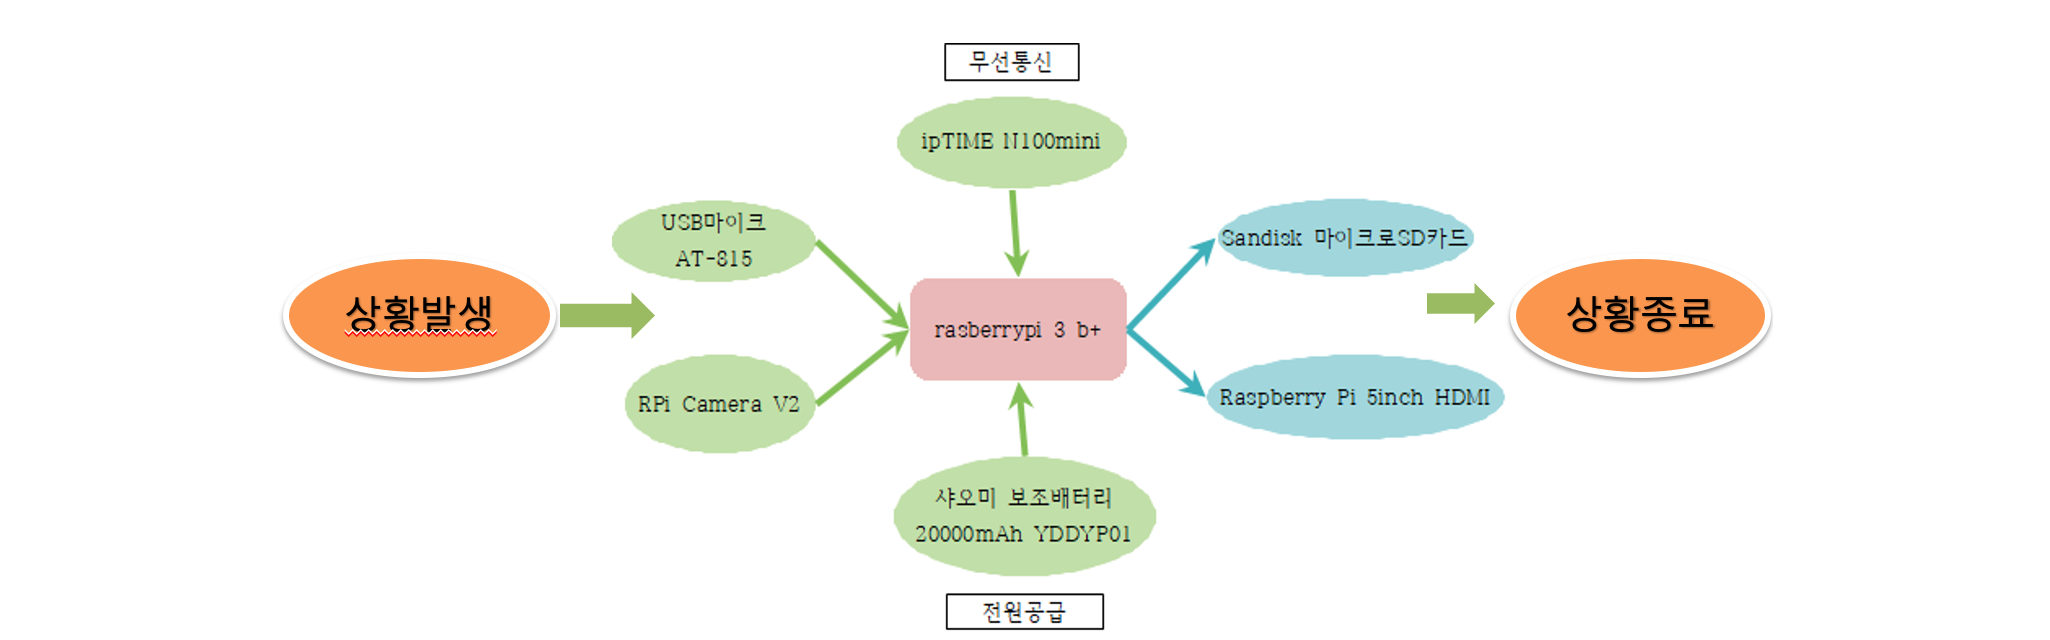 무선통신
ipTIME N100mini
USB마이크
AT-815
Sandisk 마이크로SD카드
상황발생
rasberrypi 3 b+
상황종료
RPi Camera V2
Raspberry Pi 5inch HDMI
샤오미 보조배터리
20000mAh YDDYP01
전원공급